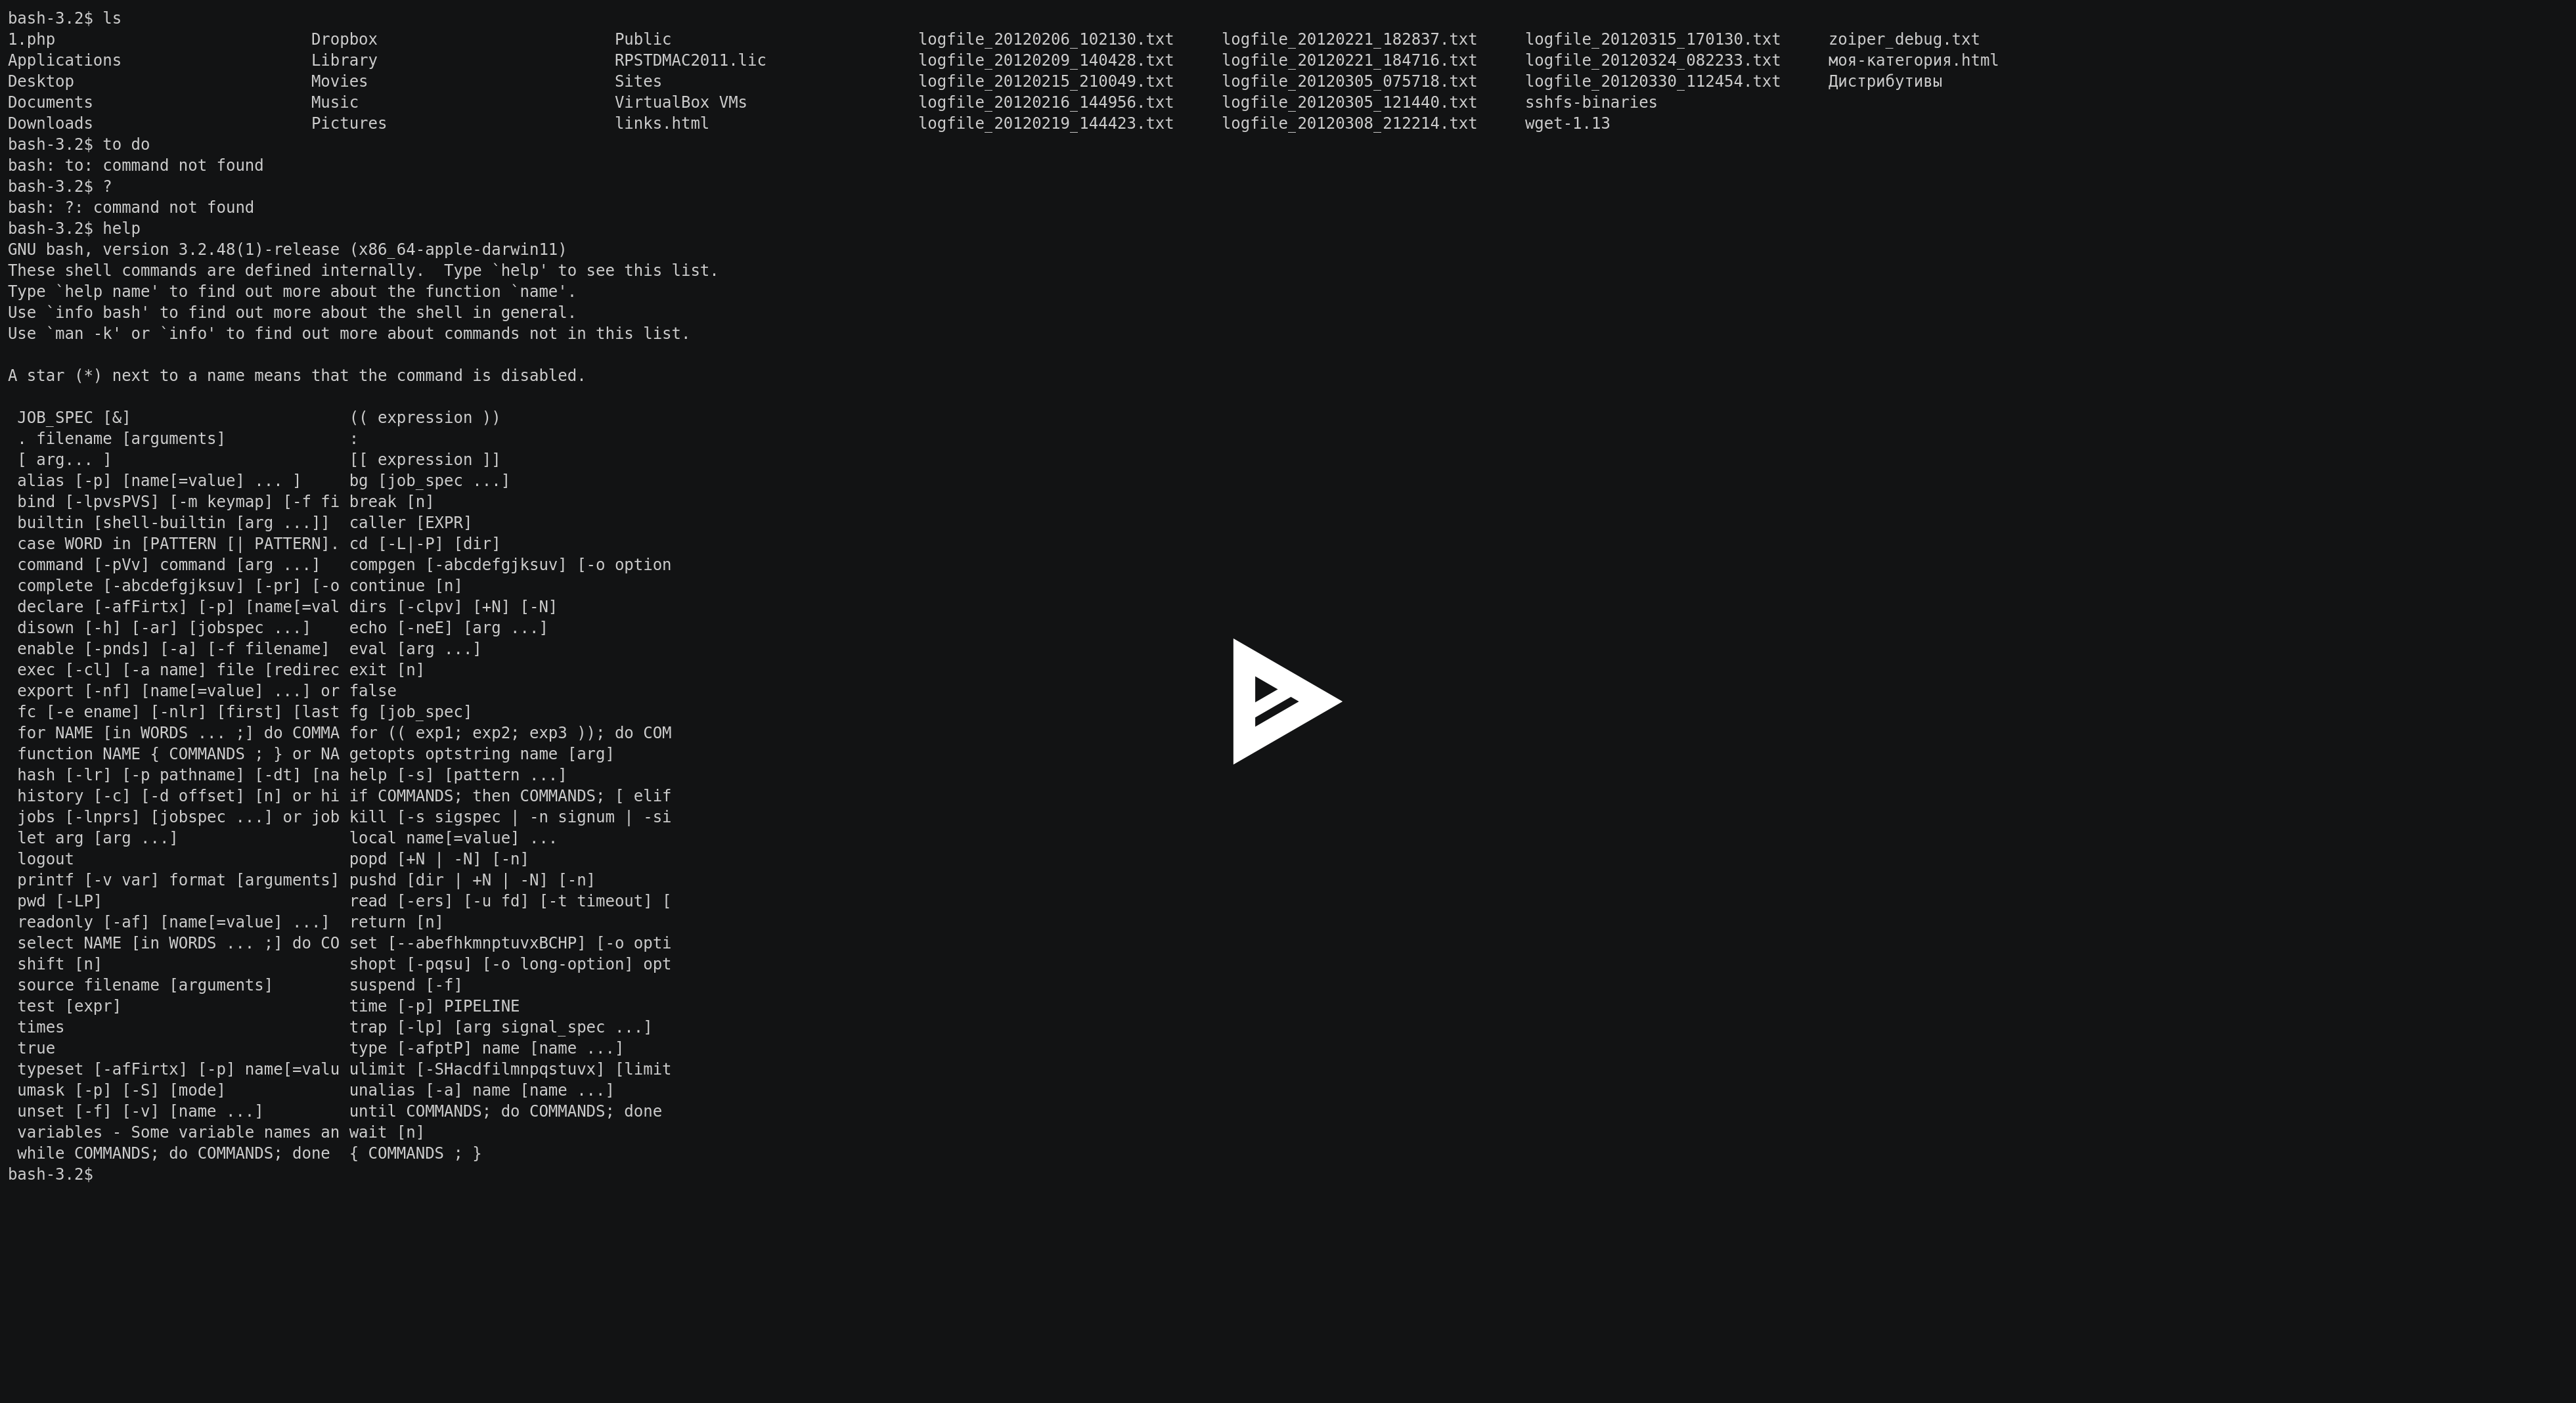 bash-3.2$ ls
1.php                           Dropbox                         Public                          logfile_20120206_102130.txt     logfile_20120221_182837.txt     logfile_20120315_170130.txt     zoiper_debug.txt
Applications                    Library                         RPSTDMAC2011.lic                logfile_20120209_140428.txt     logfile_20120221_184716.txt     logfile_20120324_082233.txt     моя-категория.html
Desktop                         Movies                          Sites                           logfile_20120215_210049.txt     logfile_20120305_075718.txt     logfile_20120330_112454.txt     Дистрибутивы
Documents                       Music                           VirtualBox VMs                  logfile_20120216_144956.txt     logfile_20120305_121440.txt     sshfs-binaries
Downloads                       Pictures                        links.html                      logfile_20120219_144423.txt     logfile_20120308_212214.txt     wget-1.13
bash-3.2$ to do
bash: to: command not found
bash-3.2$ ?
bash: ?: command not found
bash-3.2$ help
GNU bash, version 3.2.48(1)-release (x86_64-apple-darwin11)
These shell commands are defined internally.  Type `help' to see this list.
Type `help name' to find out more about the function `name'.
Use `info bash' to find out more about the shell in general.
Use `man -k' or `info' to find out more about commands not in this list.

A star (*) next to a name means that the command is disabled.

 JOB_SPEC [&]                       (( expression ))
 . filename [arguments]             :
 [ arg... ]                         [[ expression ]]
 alias [-p] [name[=value] ... ]     bg [job_spec ...]
 bind [-lpvsPVS] [-m keymap] [-f fi break [n]
 builtin [shell-builtin [arg ...]]  caller [EXPR]
 case WORD in [PATTERN [| PATTERN]. cd [-L|-P] [dir]
 command [-pVv] command [arg ...]   compgen [-abcdefgjksuv] [-o option
 complete [-abcdefgjksuv] [-pr] [-o continue [n]
 declare [-afFirtx] [-p] [name[=val dirs [-clpv] [+N] [-N]
 disown [-h] [-ar] [jobspec ...]    echo [-neE] [arg ...]
 enable [-pnds] [-a] [-f filename]  eval [arg ...]
 exec [-cl] [-a name] file [redirec exit [n]
 export [-nf] [name[=value] ...] or false
 fc [-e ename] [-nlr] [first] [last fg [job_spec]
 for NAME [in WORDS ... ;] do COMMA for (( exp1; exp2; exp3 )); do COM
 function NAME { COMMANDS ; } or NA getopts optstring name [arg]
 hash [-lr] [-p pathname] [-dt] [na help [-s] [pattern ...]
 history [-c] [-d offset] [n] or hi if COMMANDS; then COMMANDS; [ elif
 jobs [-lnprs] [jobspec ...] or job kill [-s sigspec | -n signum | -si
 let arg [arg ...]                  local name[=value] ...
 logout                             popd [+N | -N] [-n]
 printf [-v var] format [arguments] pushd [dir | +N | -N] [-n]
 pwd [-LP]                          read [-ers] [-u fd] [-t timeout] [
 readonly [-af] [name[=value] ...]  return [n]
 select NAME [in WORDS ... ;] do CO set [--abefhkmnptuvxBCHP] [-o opti
 shift [n]                          shopt [-pqsu] [-o long-option] opt
 source filename [arguments]        suspend [-f]
 test [expr]                        time [-p] PIPELINE
 times                              trap [-lp] [arg signal_spec ...]
 true                               type [-afptP] name [name ...]
 typeset [-afFirtx] [-p] name[=valu ulimit [-SHacdfilmnpqstuvx] [limit
 umask [-p] [-S] [mode]             unalias [-a] name [name ...]
 unset [-f] [-v] [name ...]         until COMMANDS; do COMMANDS; done
 variables - Some variable names an wait [n]
 while COMMANDS; do COMMANDS; done  { COMMANDS ; }
bash-3.2$